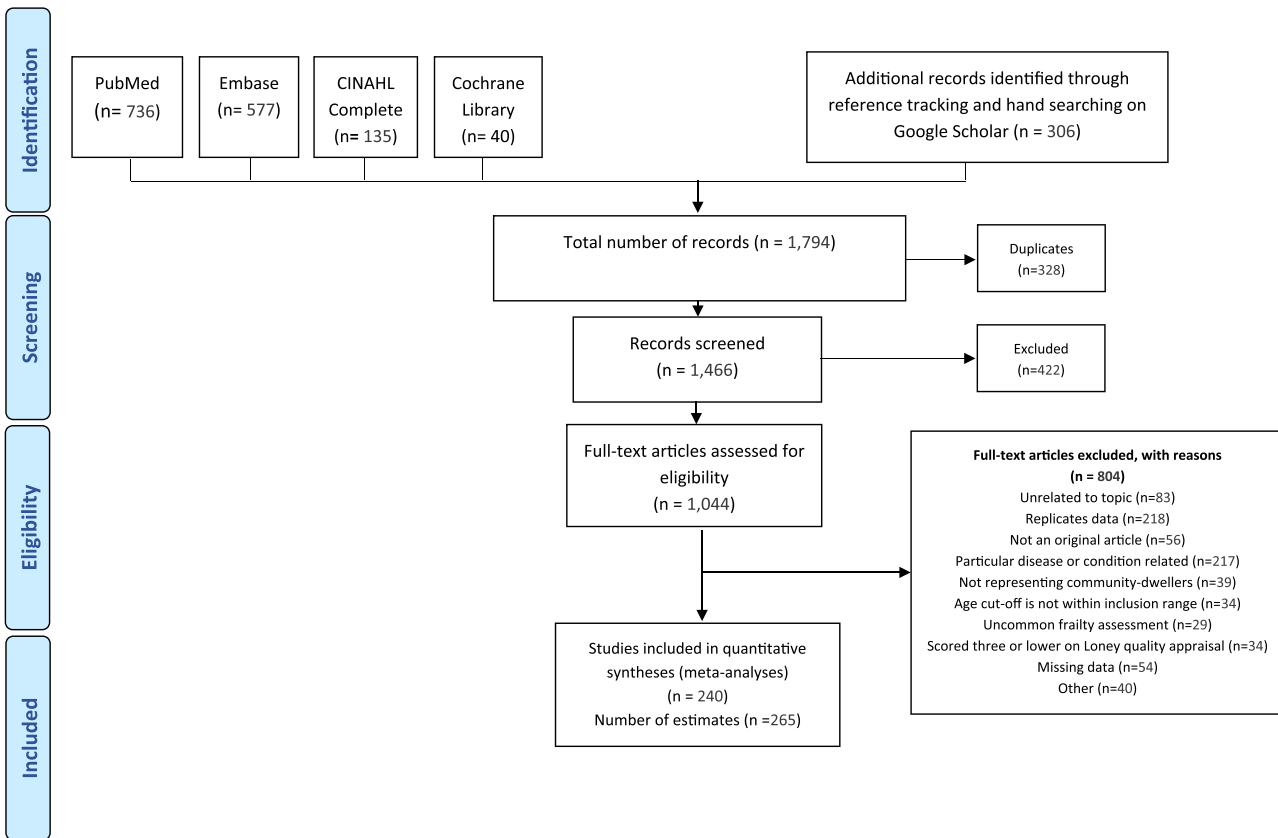 Identification
PubMed
(n= 736)
Embase
(n= 577)
CINAHL
Complete
(n= 135)
Cochrane
Library
(n= 40)
Additional records identified through
reference tracking and hand searching on
Google Scholar (n = 306)
Screening
Total number of records (n = 1,794)
Duplicates
(n=328)
Records screened
(n = 1,466)
Excluded
(n=422)
Eligibility
Full-text articles assessed for
eligibility
(n = 1,044)
Full-text articles excluded, with reasons
(n = 804)
Unrelated to topic (n=83)
Replicates data (n=218)
Not an original article (n=56)
Particular disease or condition related (n=217)
Not representing community-dwellers (n=39)
Age cut-off is not within inclusion range (n=34)
Uncommon frailty assessment (n=29)
Scored three or lower on Loney quality appraisal (n=34)
Missing data (n=54)
Other (n=40)
Included
Studies included in quantitative
syntheses (meta-analyses)
(n = 240)
Number of estimates (n =265)